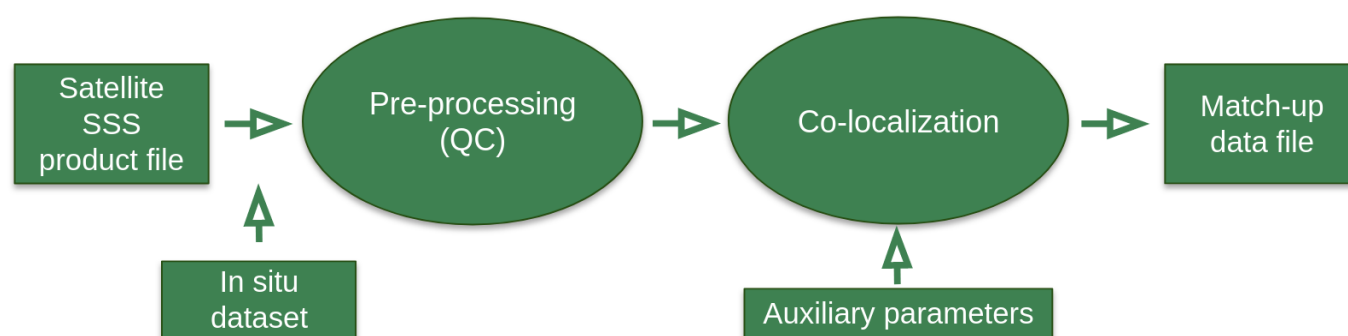 Satellite
SSS
product file
Pre-processing
(QC)
Co-localization
Match-up
data file
In situ
dataset
Auxiliary parameters